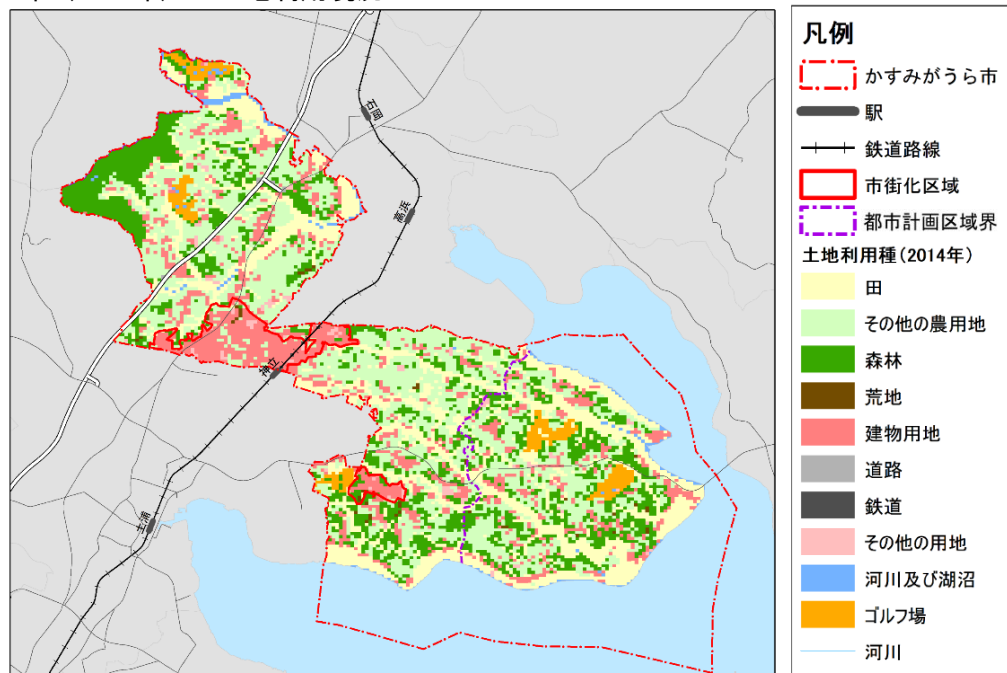 石岡
高浜
神立
土浦
凡例
かすみがうら市
駅
鉄道路線
市街化区域
都市計画区域界
土地利用種(2014年)
田
その他の農用地
森林
荒地
建物用地
道路
鉄道
その他の用地
河川及び湖沼
ゴルフ場
河川